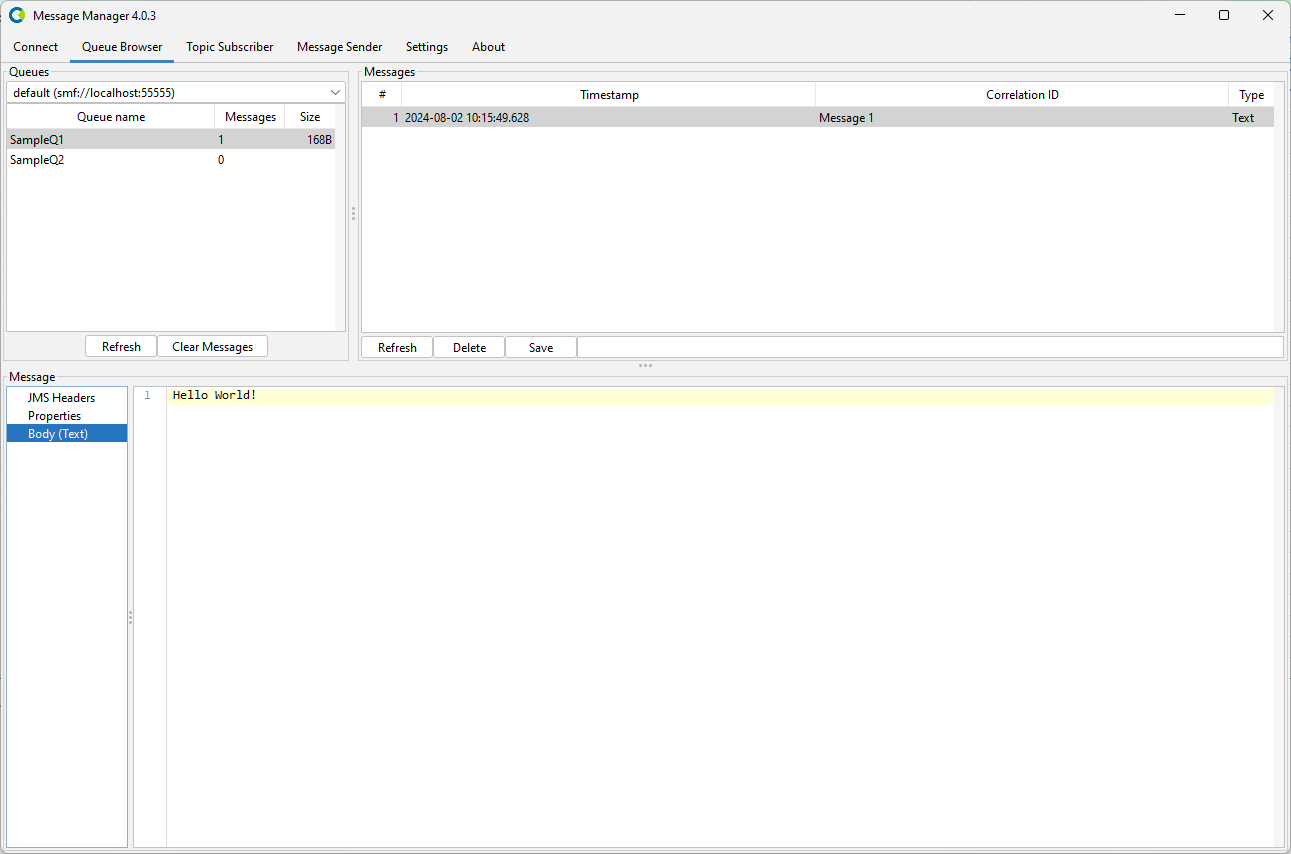 Message Manager 4.0.3
Connect Queue Browser Topic Subscriber Message Sender Settings About
Queues
default (smf://localhost:55555)
Queue name Messages Size
SampleQ1 1 168B
SampleQ2 0
Refresh Clear Messages
Messages
# Timestamp Correlation ID Type
1 2024-08-02 10:15:49.628 Message 1 Text
Refresh Delete Save
Message
JMS Headers
Properties
Body (Text)
1 Hello World!